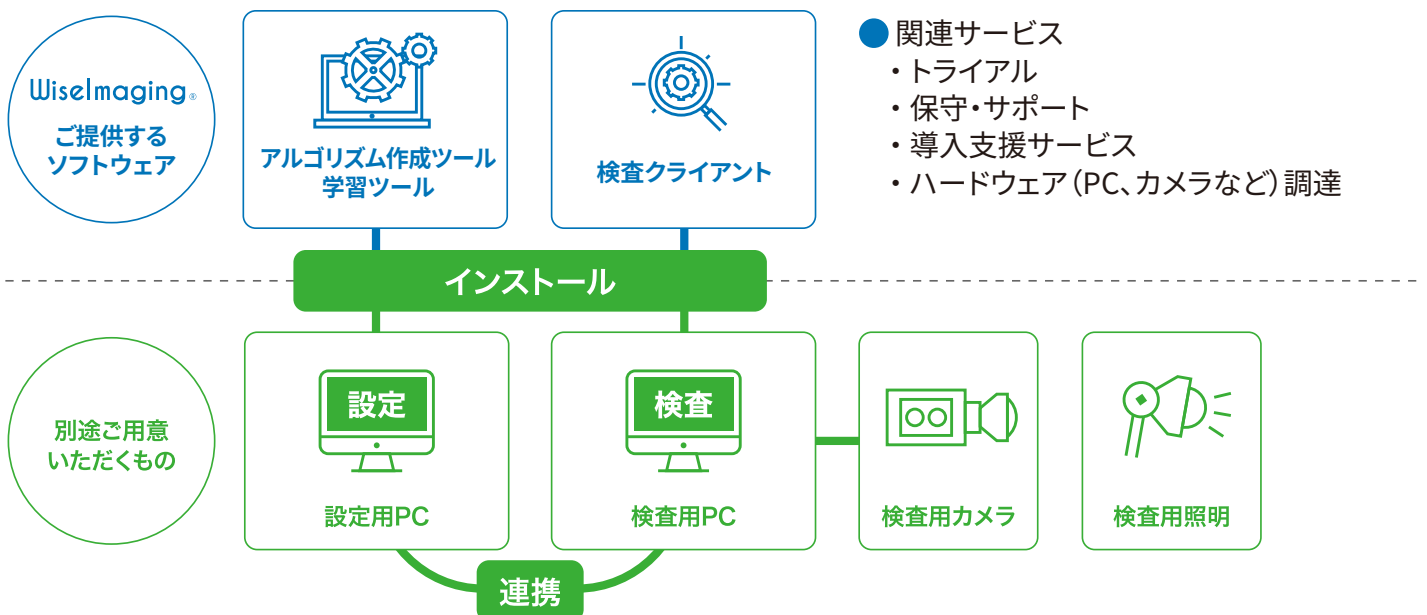 WiseImaging®
ご提供する
ソフトウェア
アルゴリズム作成ツール
学習ツール
検査クライアント
●関連サービス
・トライアル
・保守・サポート
・導入支援サービス
・ハードウェア（PC、カメラなど）調達
インストール
別途ご用意
いただくもの
設定
設定用PC
検査
検査用PC
検査用カメラ
検査用照明
連携